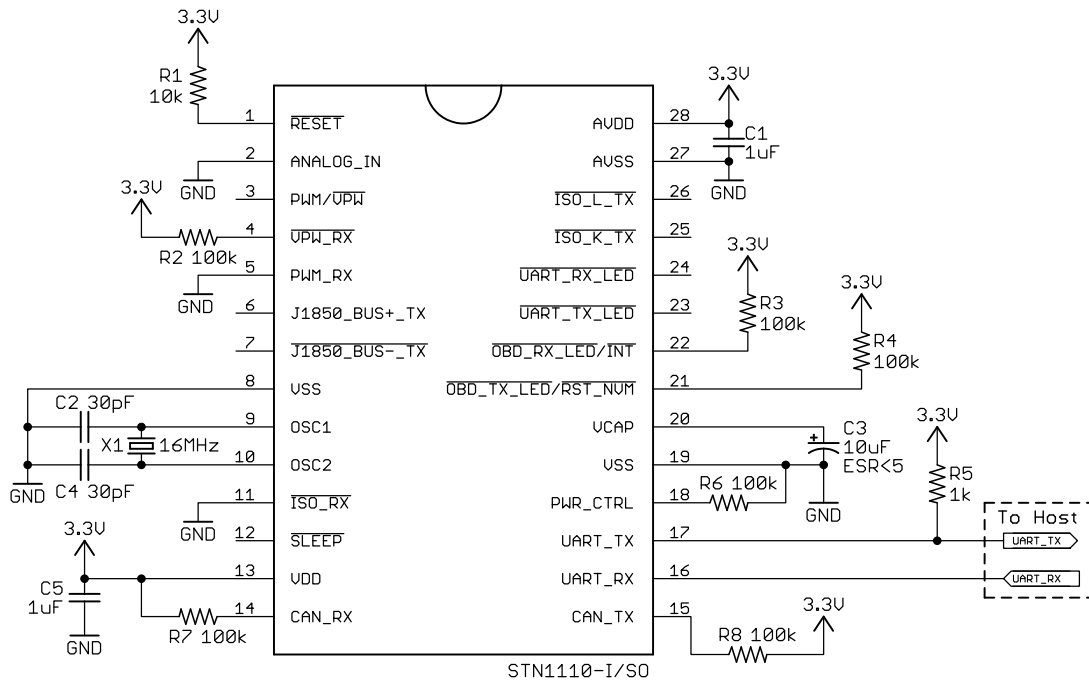 3.3V
R1
10k
1 RESET
2 ANALOG_IN
GND
3 PWM/VPW
3.3V
4 VPW_RX
R2 100k
5 PWM_RX
GND
6 J1850_BUS+_TX
7 J1850_BUS-_TX
8 VSS
C2 30pF
9 OSC1
X1 16MHz
10 OSC2
GND
C4 30pF
11 ISO_RX
GND
12 SLEEP
3.3V
13 VDD
C5
1uF
GND
14 CAN_RX
R7 100k
3.3V
AVDD 28
C1
1uF
AVSS 27
GND
ISO_L_TX 26
ISO_K_TX 25
UART_RX_LED 24
3.3V
UART_TX_LED 23
R3
100k
OBD_RX_LED/INT 22
3.3V
R4
100k
OBD_TX_LED/RST_NVM 21
VCAP 20
+
C3
10uF
ESR<5
VSS 19
GND
R6 100k
PWR_CTRL 18
3.3V
R5
1k
UART_TX 17
To Host
UART_TX
UART_RX 16
UART_RX
CAN_TX 15
R8 100k
3.3V
STN1110-I/SO